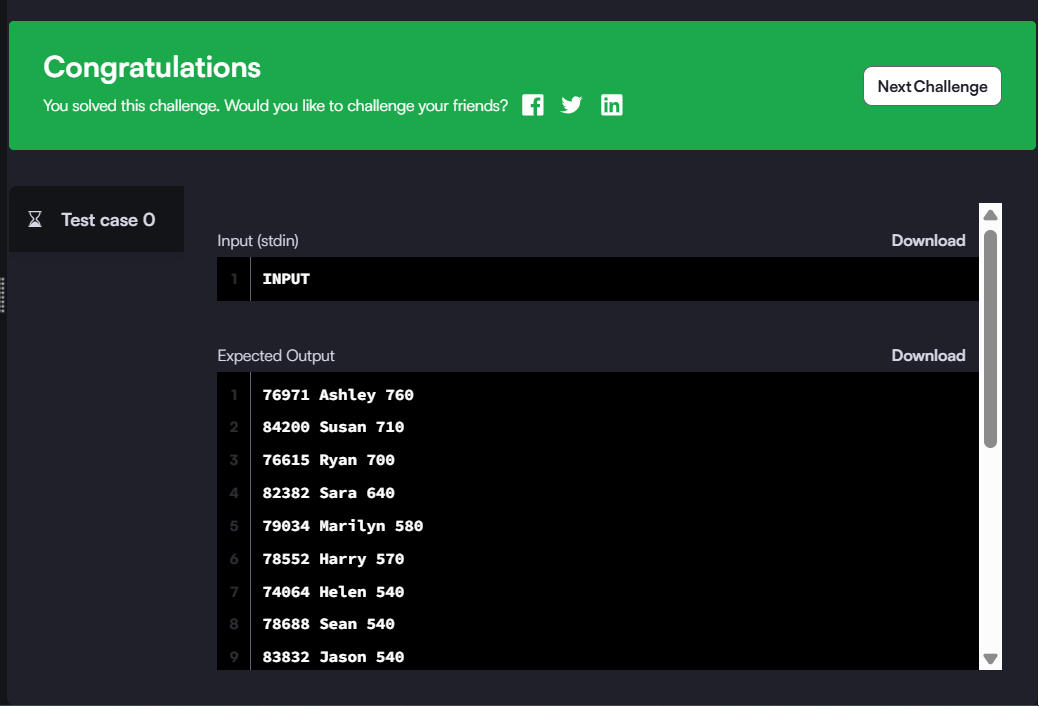 Congratulations
You solved this challenge. Would you like to challenge your friends?
Next Challenge
Test case 0
Input (stdin)
Download
1 INPUT
Expected Output
Download
1 76971 Ashley 760
2 84200 Susan 710
3 76615 Ryan 700
4 82382 Sara 640
5 79034 Marilyn 580
6 78552 Harry 570
7 74064 Helen 540
8 78688 Sean 540
9 83832 Jason 540